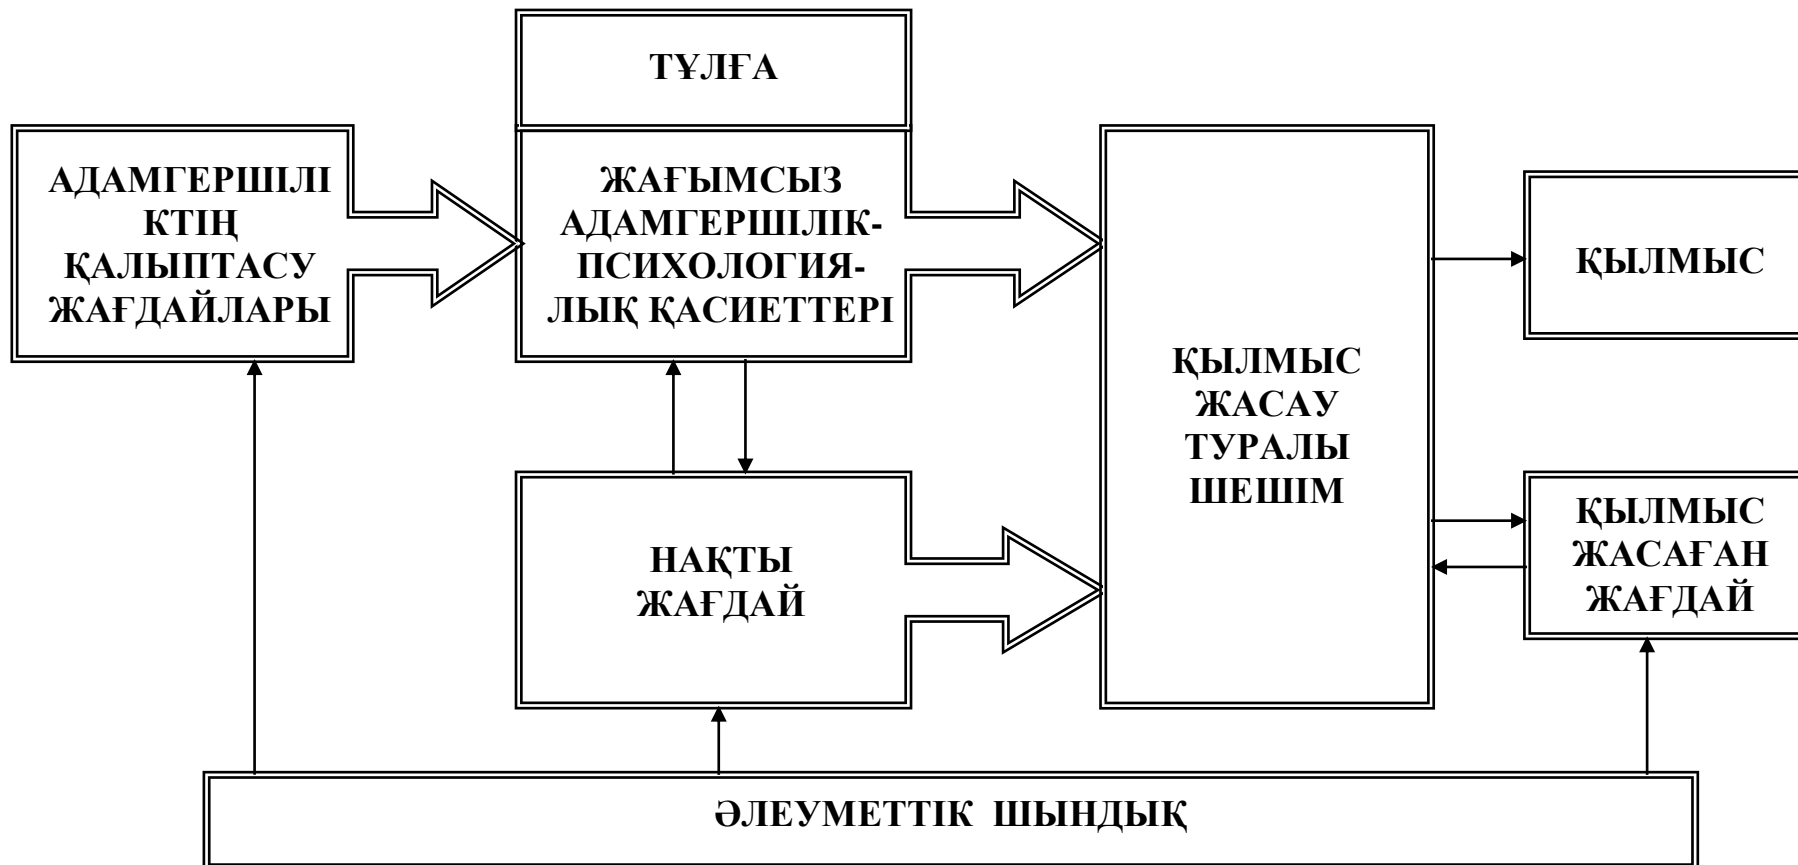 ТҰЛҒА
АДАМГЕРШІЛІ
КТІҢ
ҚАЛЫПТАСУ
ЖАҒДАЙЛАРЫ
ЖАҒЫМСЫЗ
АДАМГЕРШІЛІК-
ПСИХОЛОГИЯ-
ЛЫҚ ҚАСИЕТТЕРІ
ҚЫЛМЫС
ЖАСАУ
ТУРАЛЫ
ШЕШІМ
ҚЫЛМЫС
НАҚТЫ
ЖАҒДАЙ
ҚЫЛМЫС
ЖАСАҒАН
ЖАҒДАЙ
ӘЛЕУМЕТТІК ШЫНДЫҚ